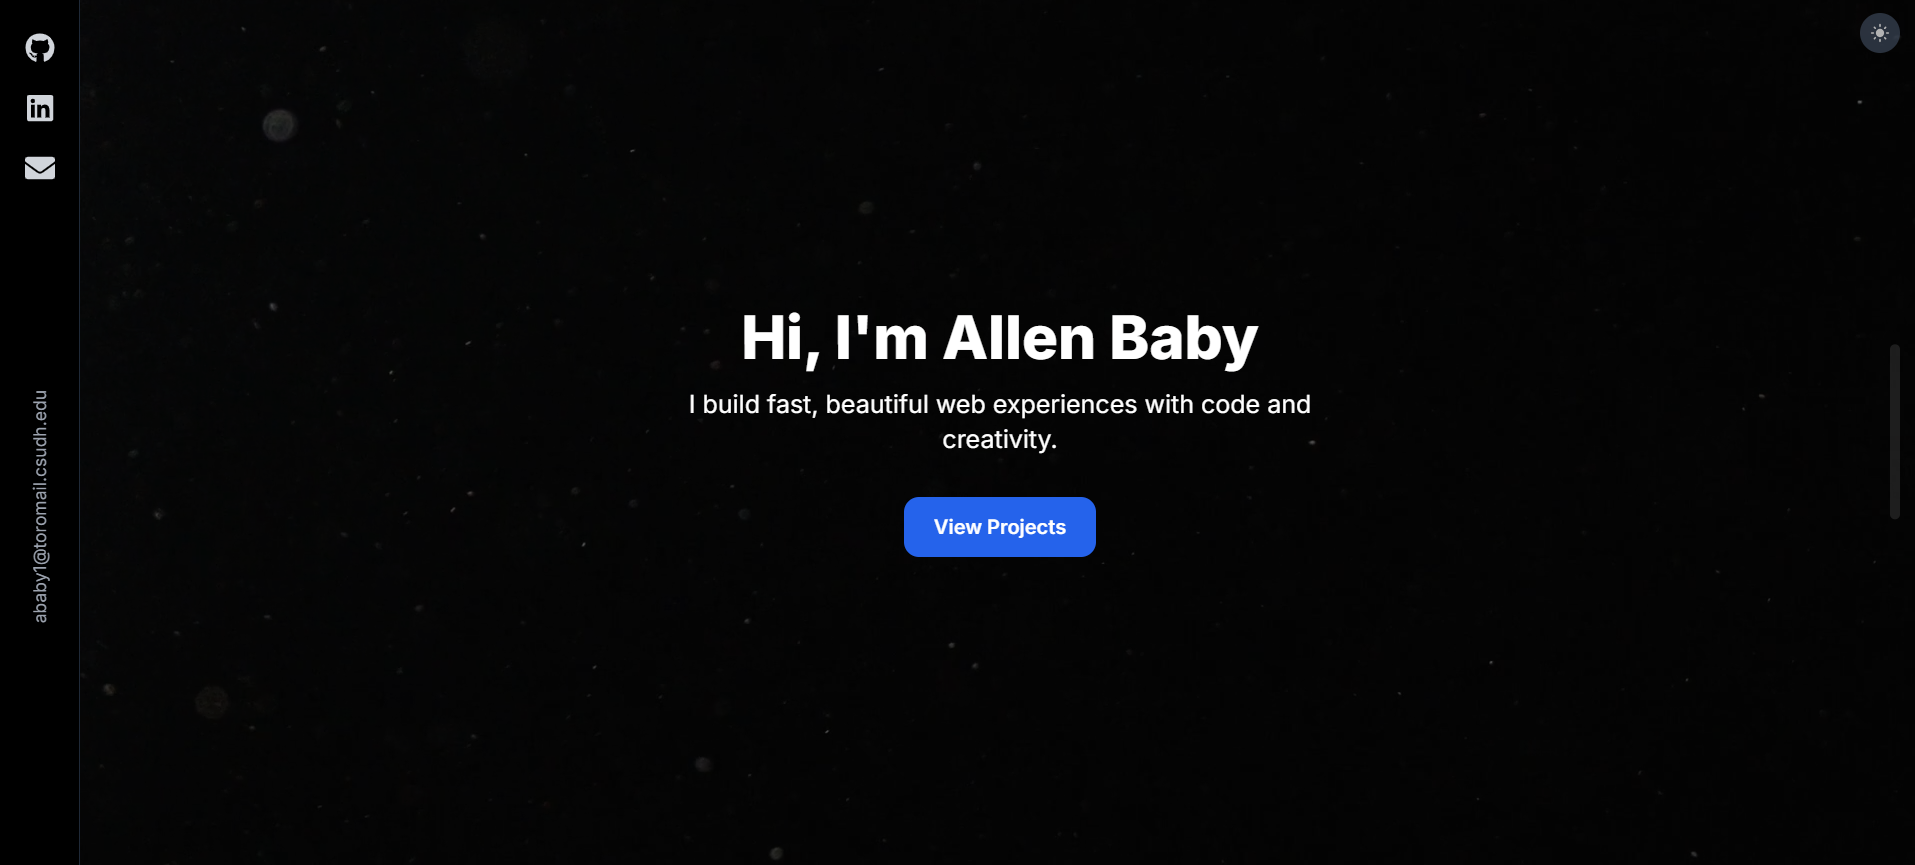 Hi, I'm Allen Baby
I build fast, beautiful web experiences with code and
creativity.
View Projects
ababy1@toromail.csudh.edu